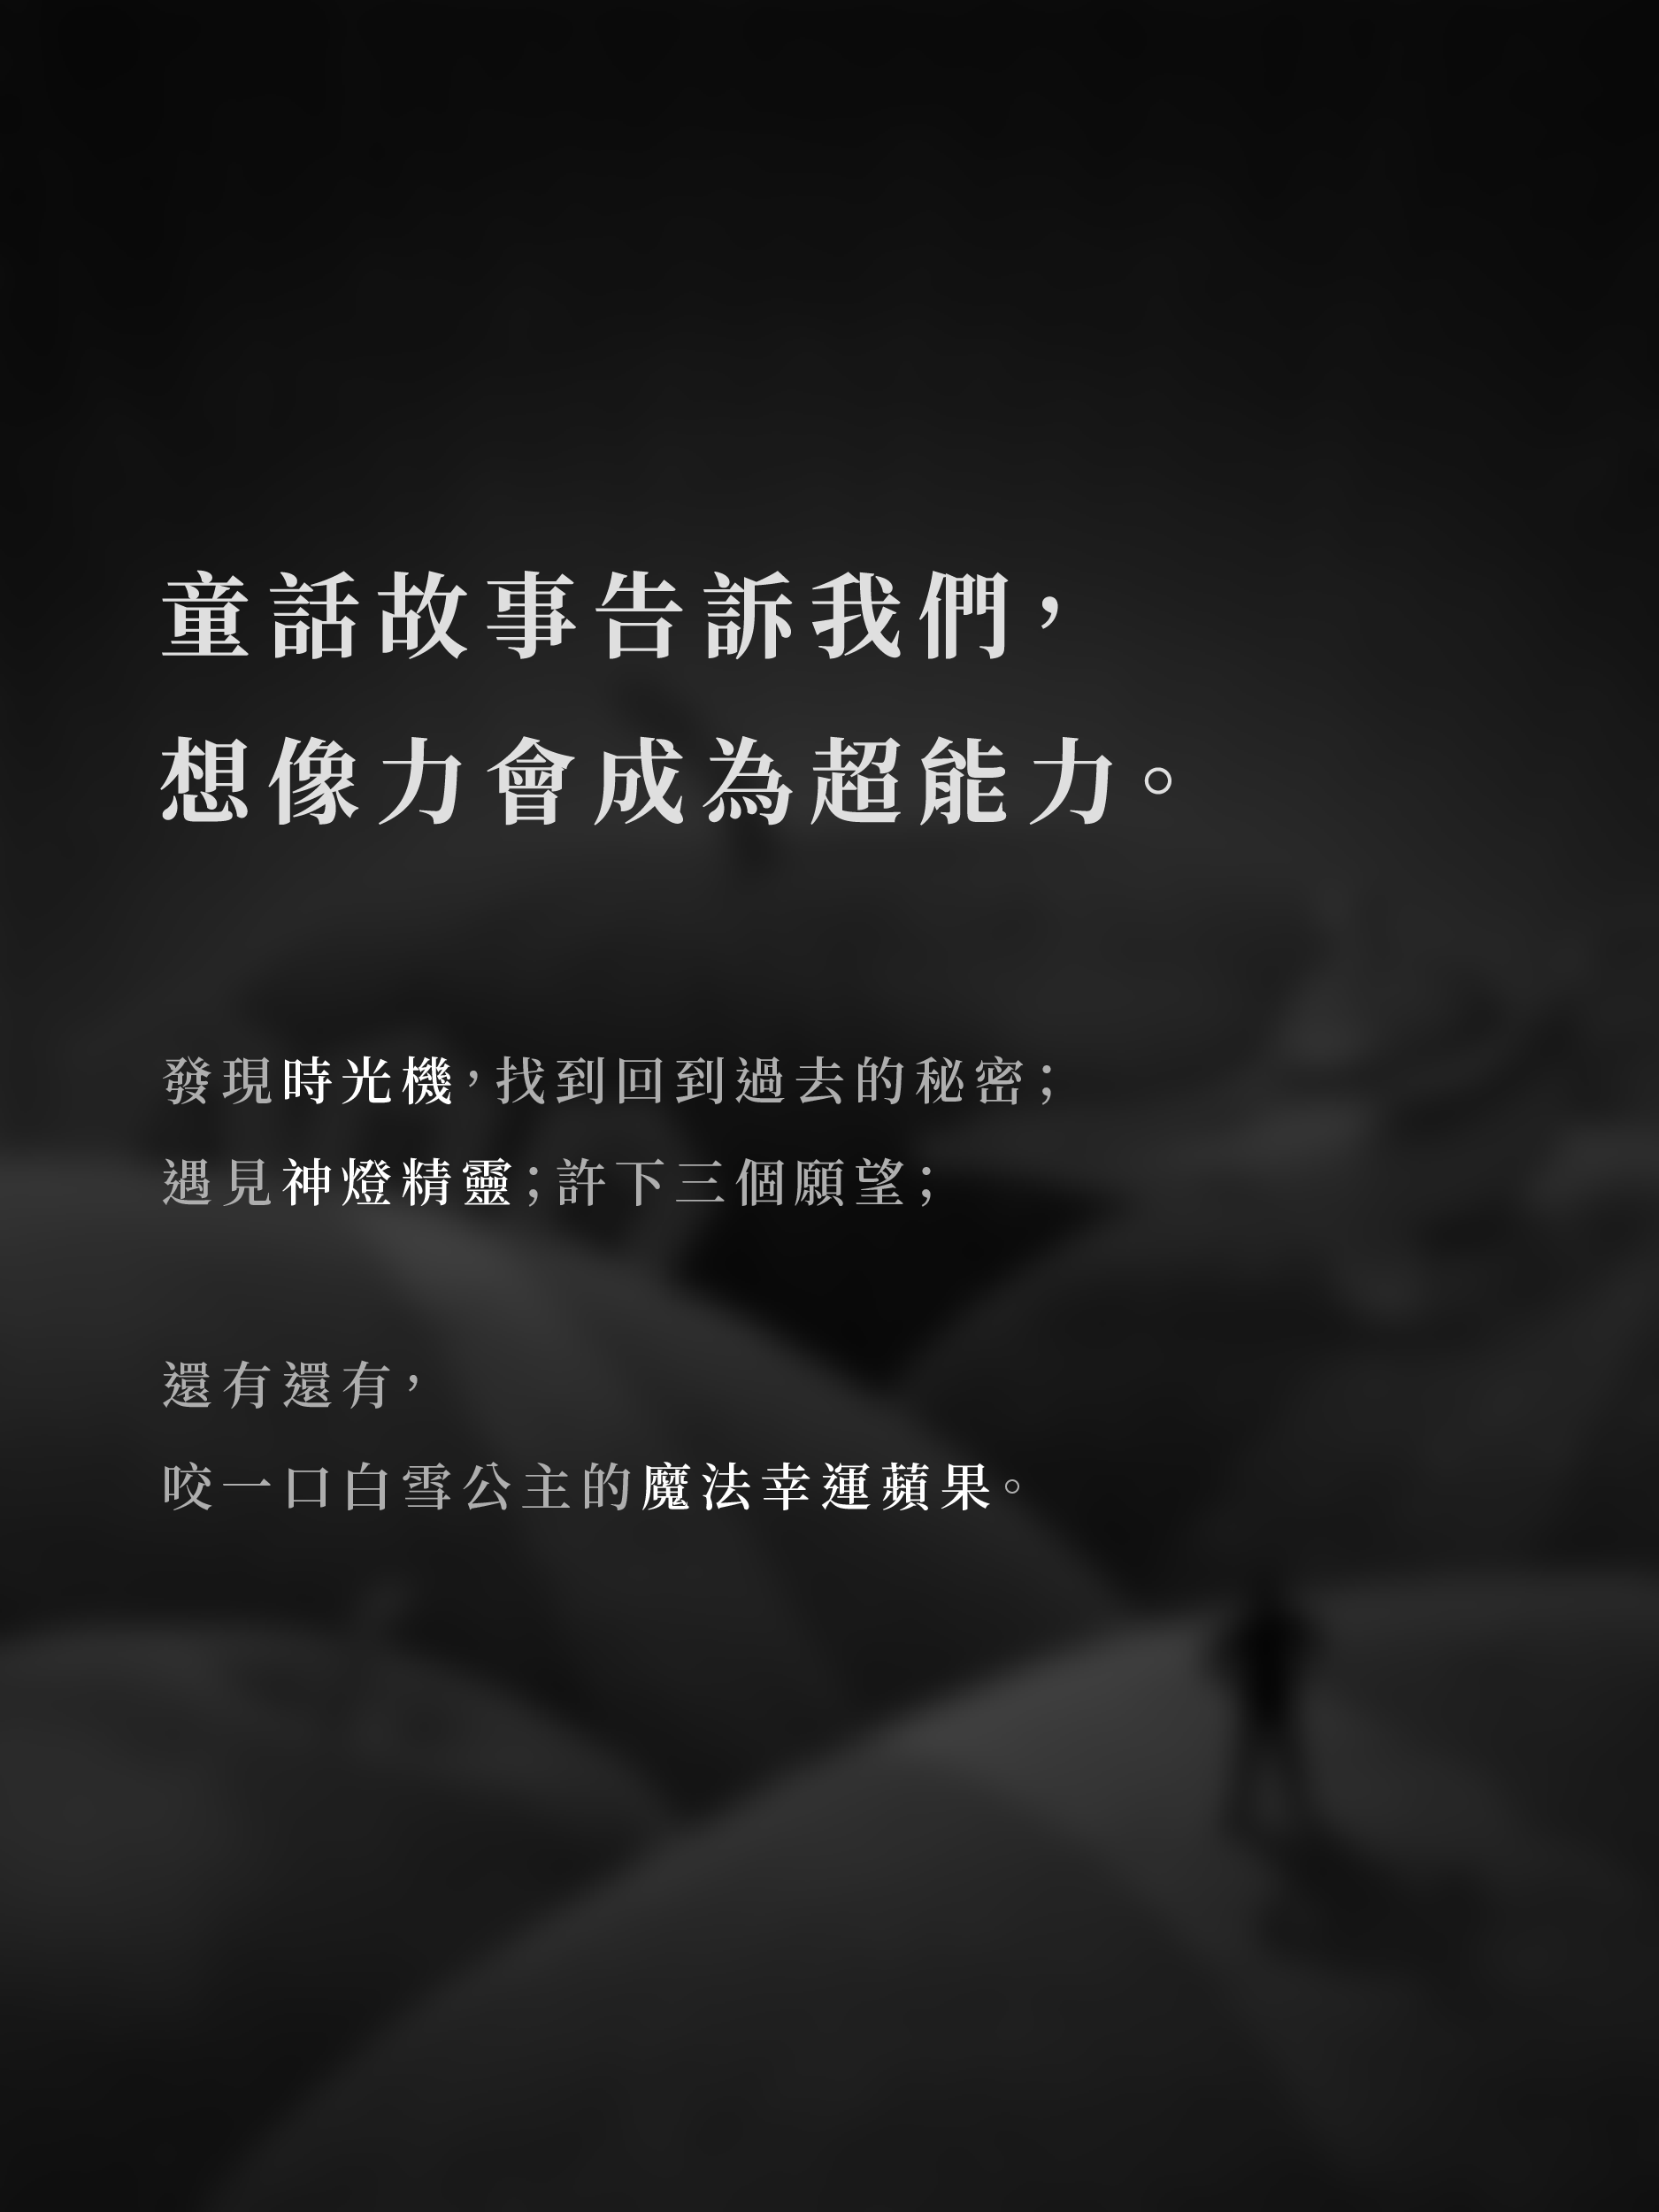 童話故事告訴我們，
想像力會成為超能力。
發現時光機，找到回到過去的秘密；
遇見神燈精靈；許下三個願望；
還有還有，
咬一口白雪公主的魔法幸運蘋果。